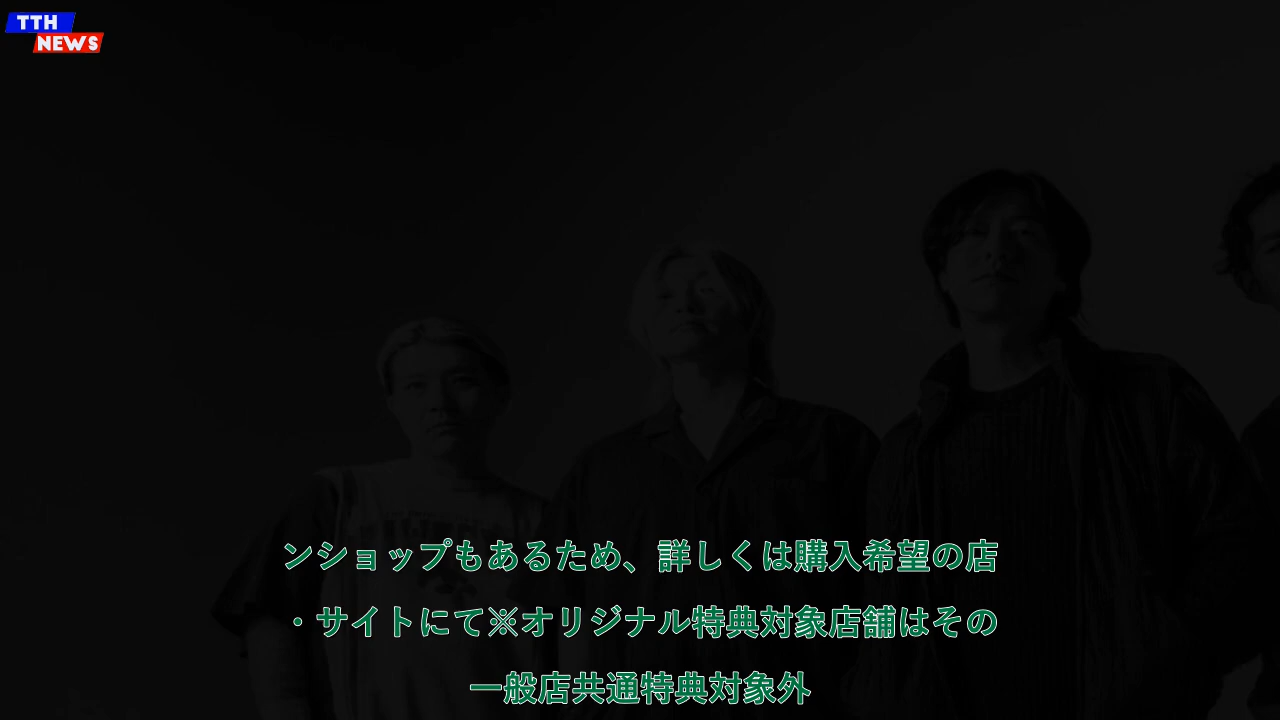 TTH
NEWS
ンショップもあるため、詳しくは購入希望の店
・サイトにて※オリジナル特典対象店舗はその
一般店共通特典対象外